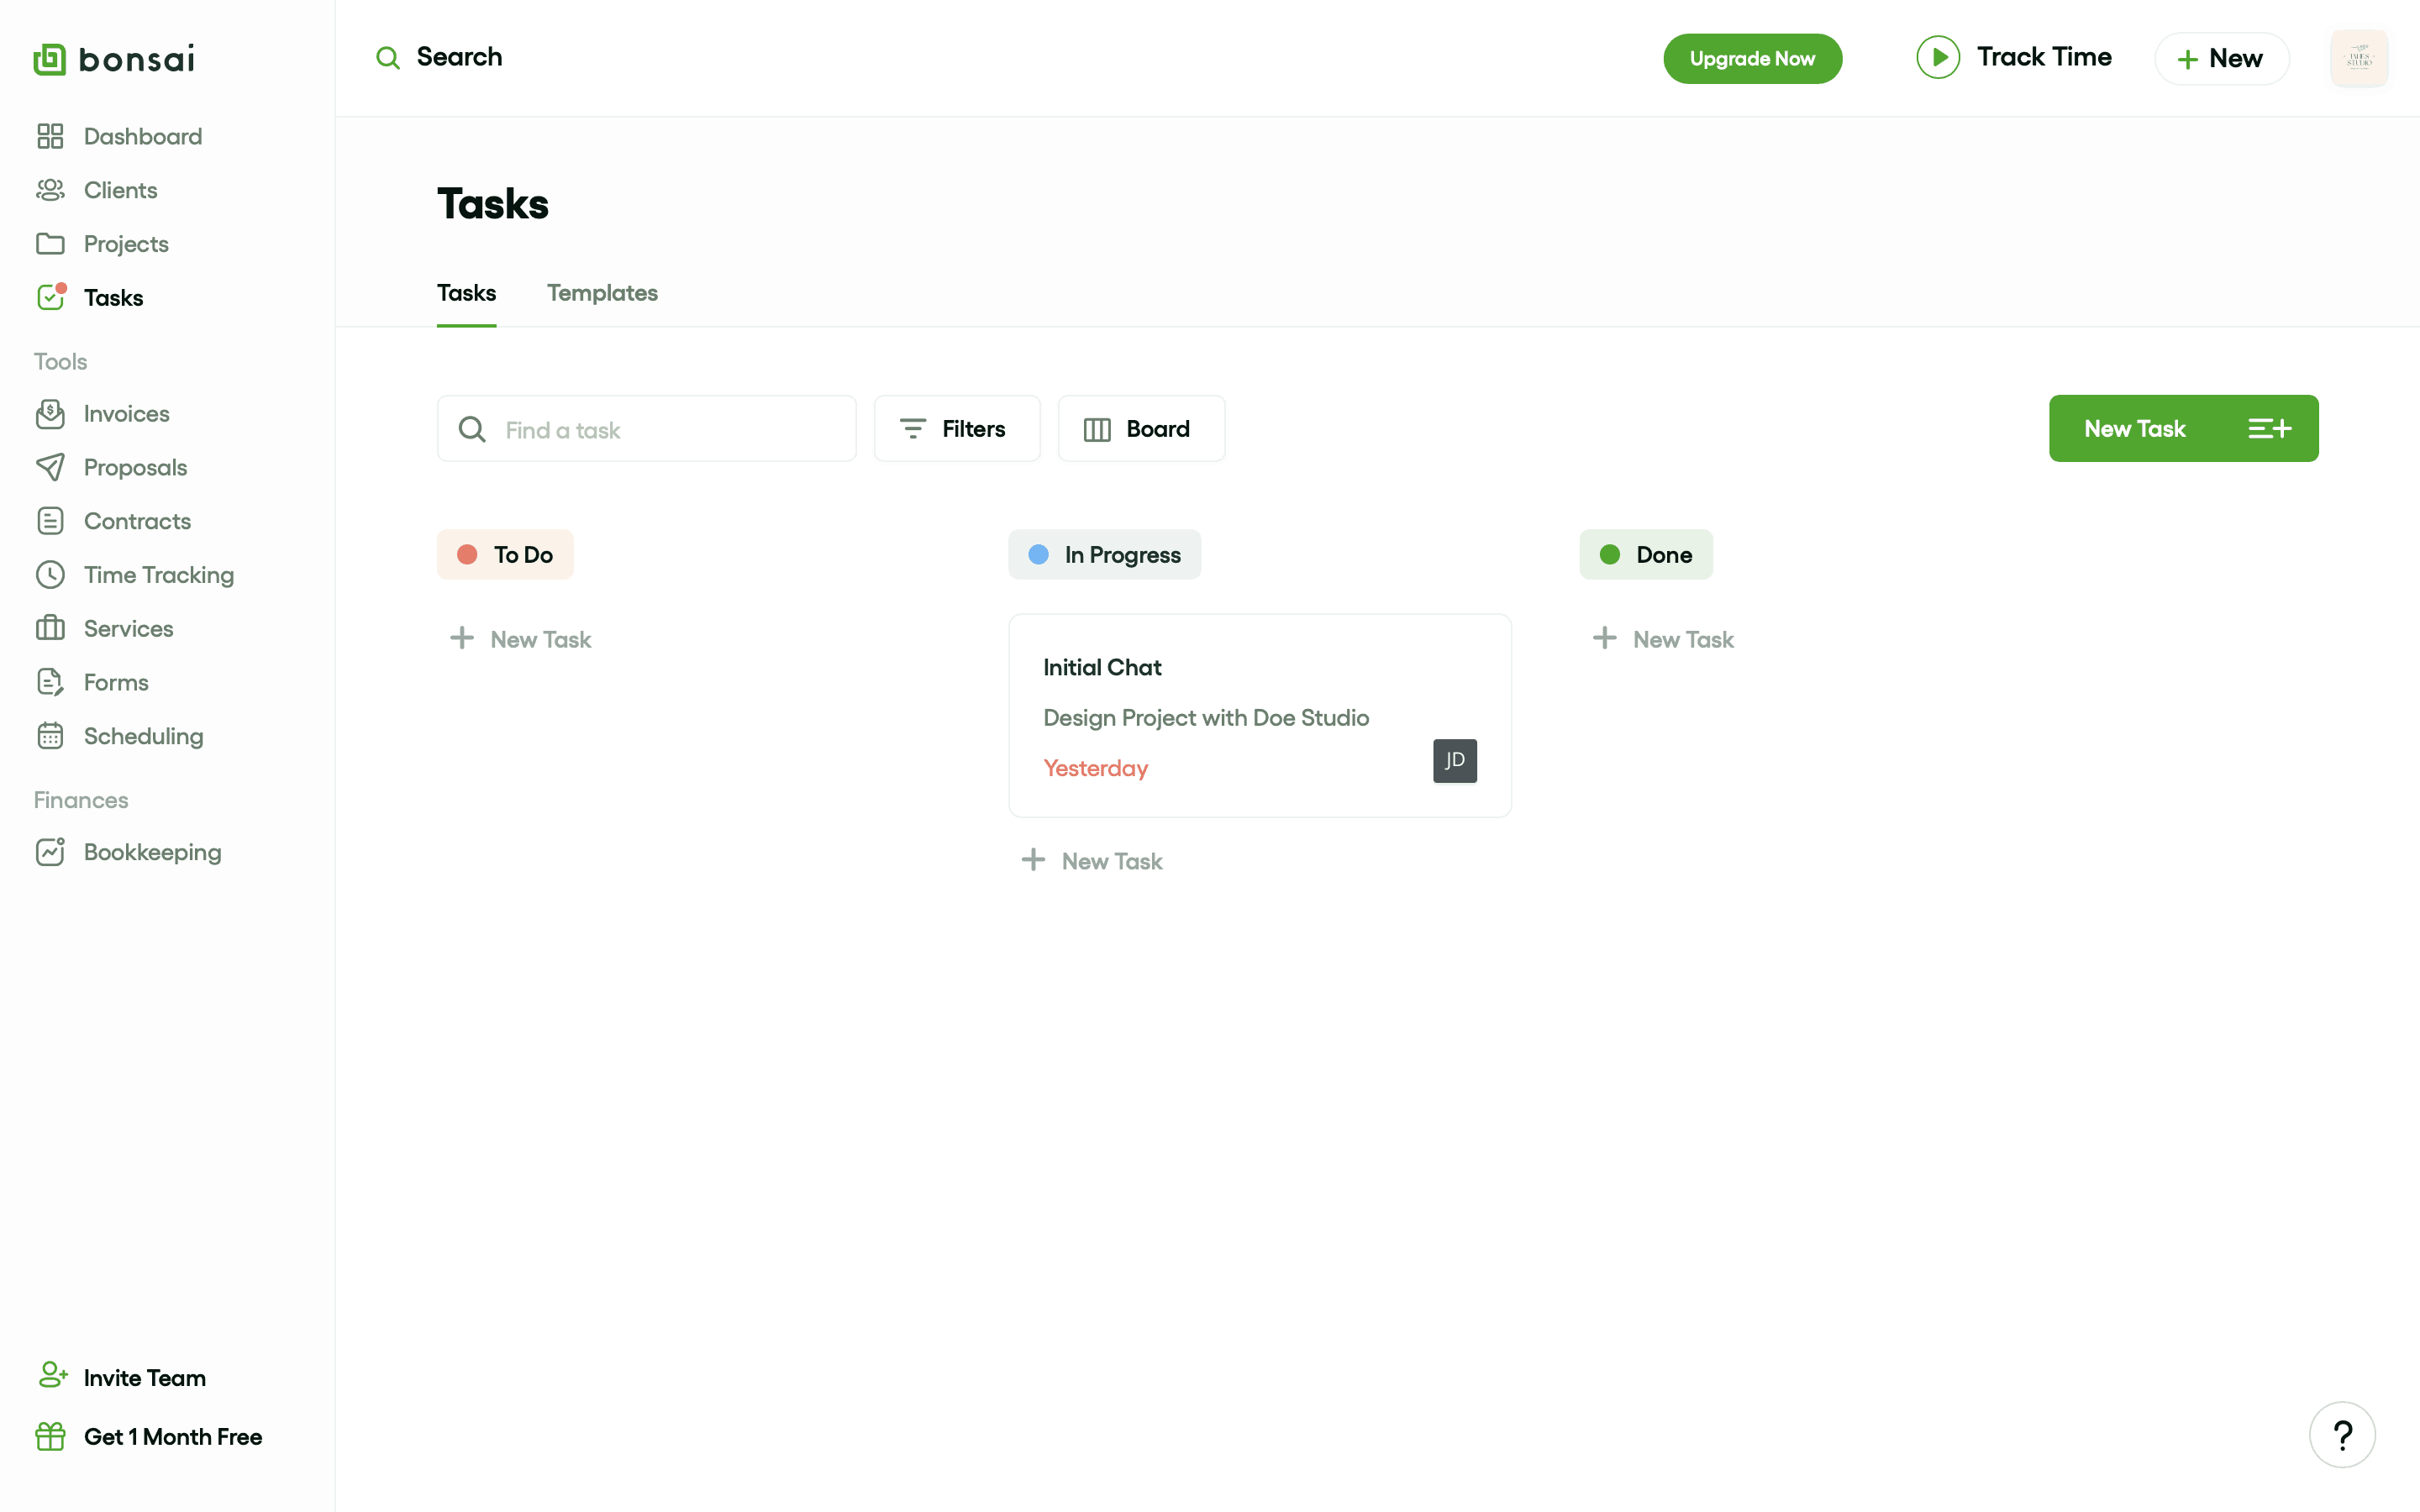 bonsai
Dashboard
Clients
Projects
Tasks
Tools
Invoices
Proposals
Contracts
Time Tracking
Services
Forms
Scheduling
Finances
Bookkeeping
Invite Team
Get 1 Month Free
Search
Upgrade Now
Track Time
New
STUDIO
Tasks
Tasks Templates
Find a task
Filters
Board
New Task
To Do
New Task
In Progress
Initial Chat
Design Project with Doe Studio
Yesterday
JD
New Task
Done
New Task
?